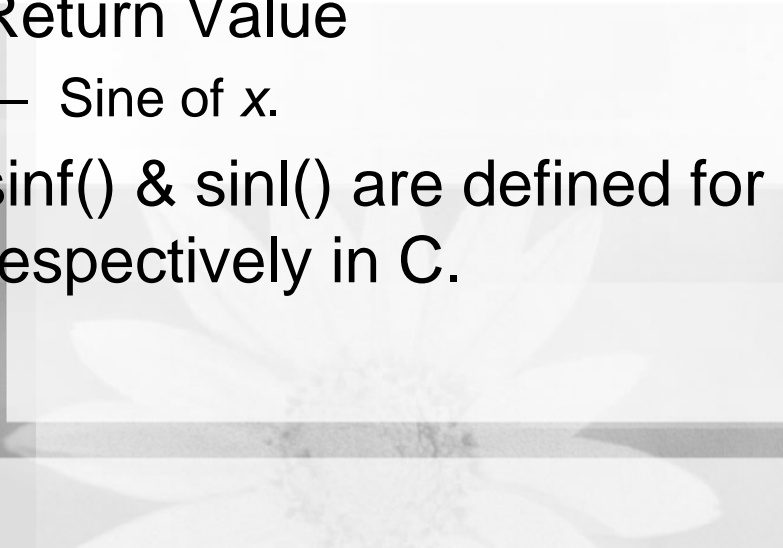 Return Value
– Sine of x.
sinf() & sinl() are defined for
espectively in C.